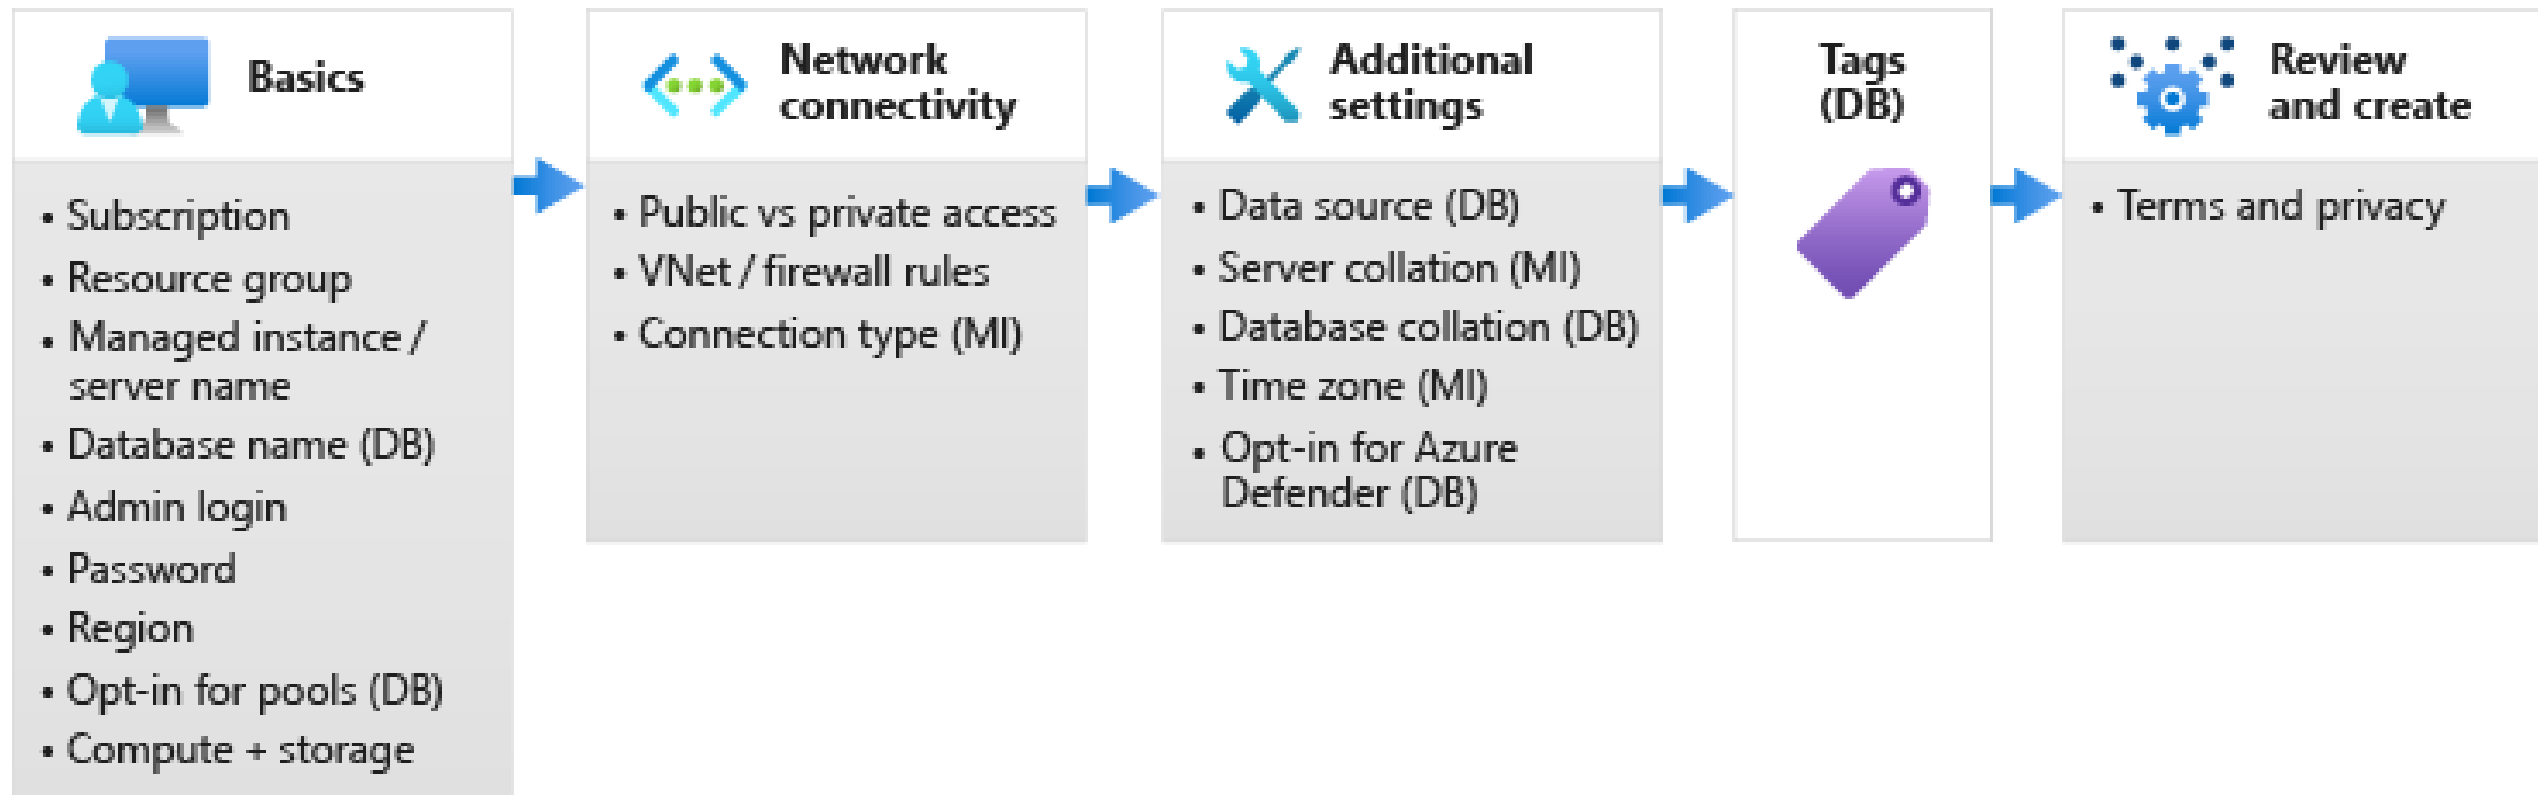 Basics
• Subscription
• Resource group
• Managed instance /
server name
• Database name (DB)
• Admin login
• Password
• Region
• Opt-in for pools (DB)
• Compute + storage
Network
connectivity
• Public vs private access
• VNet / firewall rules
• Connection type (MI)
Additional
settings
• Data source (DB)
• Server collation (MI)
• Database collation (DB)
• Time zone (MI)
• Opt-in for Azure
Defender (DB)
Tags
(DB)
Review
and create
• Terms and privacy